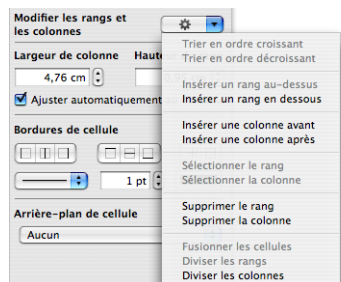 Modifier les rangs et
les colonnes
Largeur de colonne Haute
4,76 cm
Ajuster automatiquement
Bordures de cellule
1 pt
Arrière-plan de cellule
Aucun
Trier en ordre croissant
Trier en ordre décroissant
Insérer un rang au-dessus
Insérer un rang en dessous
Insérer une colonne avant
Insérer une colonne après
Sélectionner le rang
Sélectionner la colonne
Supprimer le rang
Supprimer la colonne
Fusionner les cellules
Diviser les rangs
Diviser les colonnes